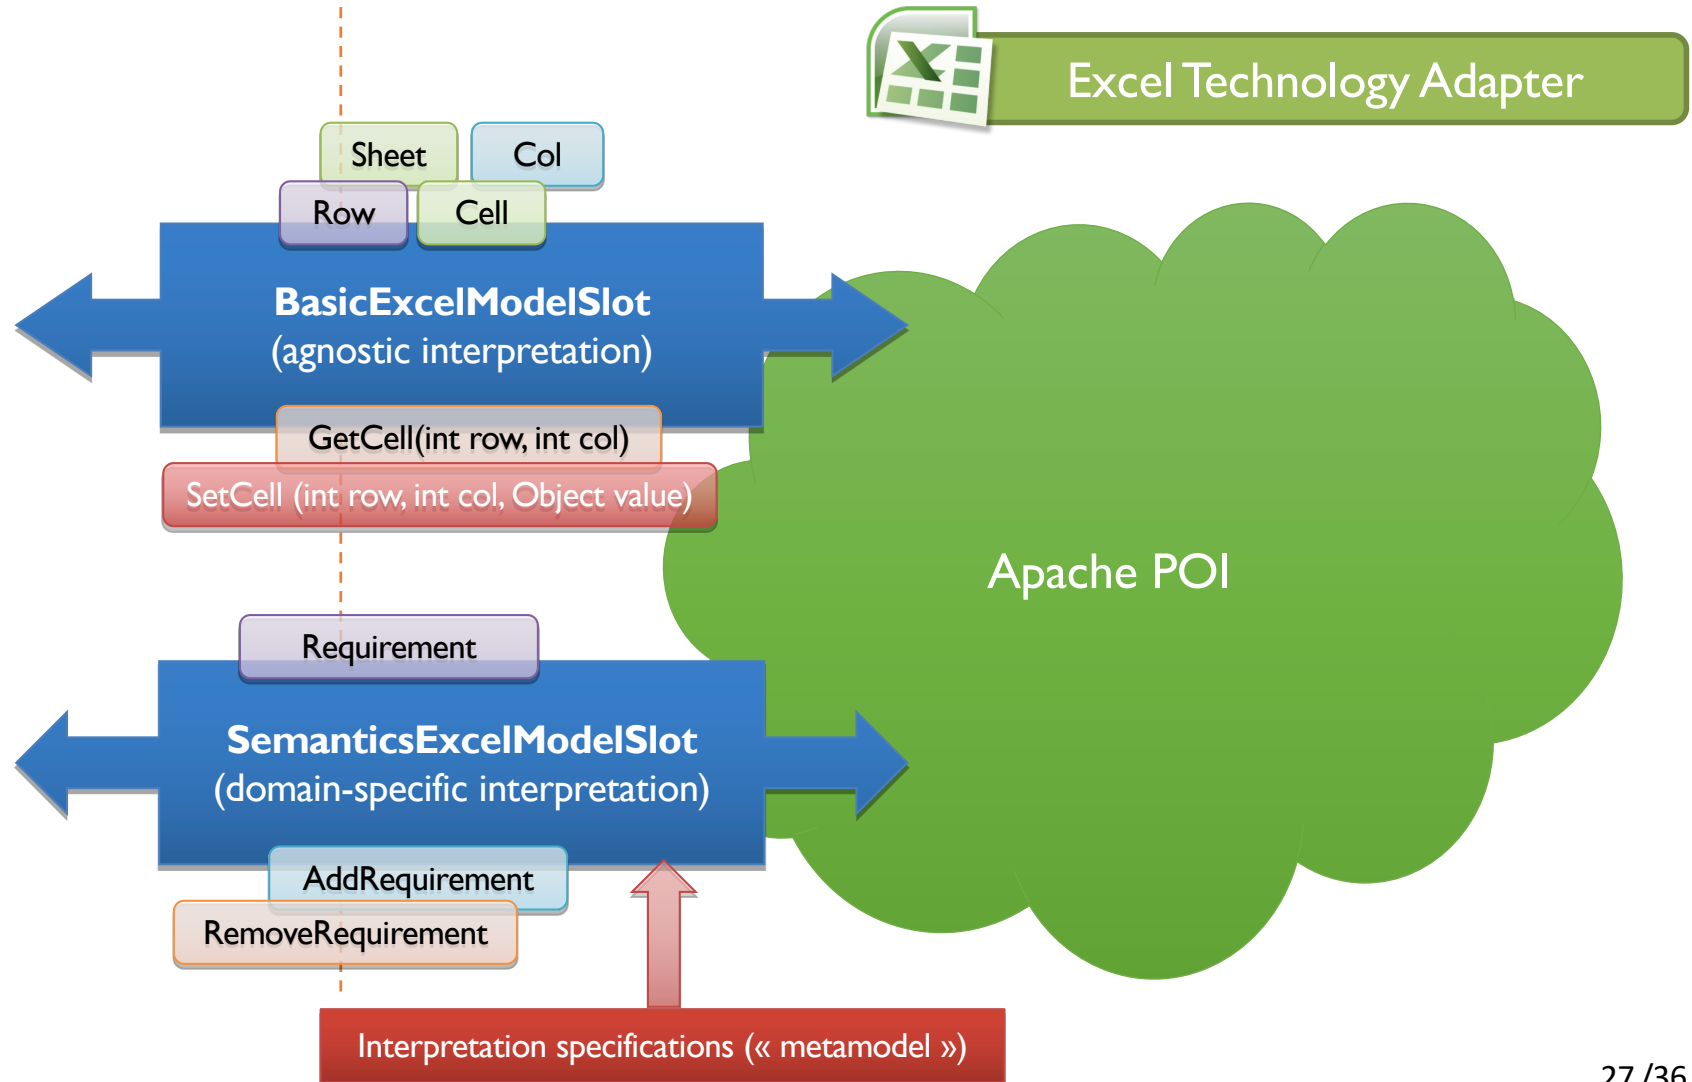 Excel Technology Adapter
Sheet
Col
Row
Cell
BasicExcelModelSlot
(agnostic interpretation)
GetCell(int row, int col)
SetCell (int row, int col, Object value)
Apache POI
Requirement
SemanticsExcelModelSlot
(domain-specific interpretation)
AddRequirement
RemoveRequirement
Interpretation specifications (« metamodel »)
27 /36